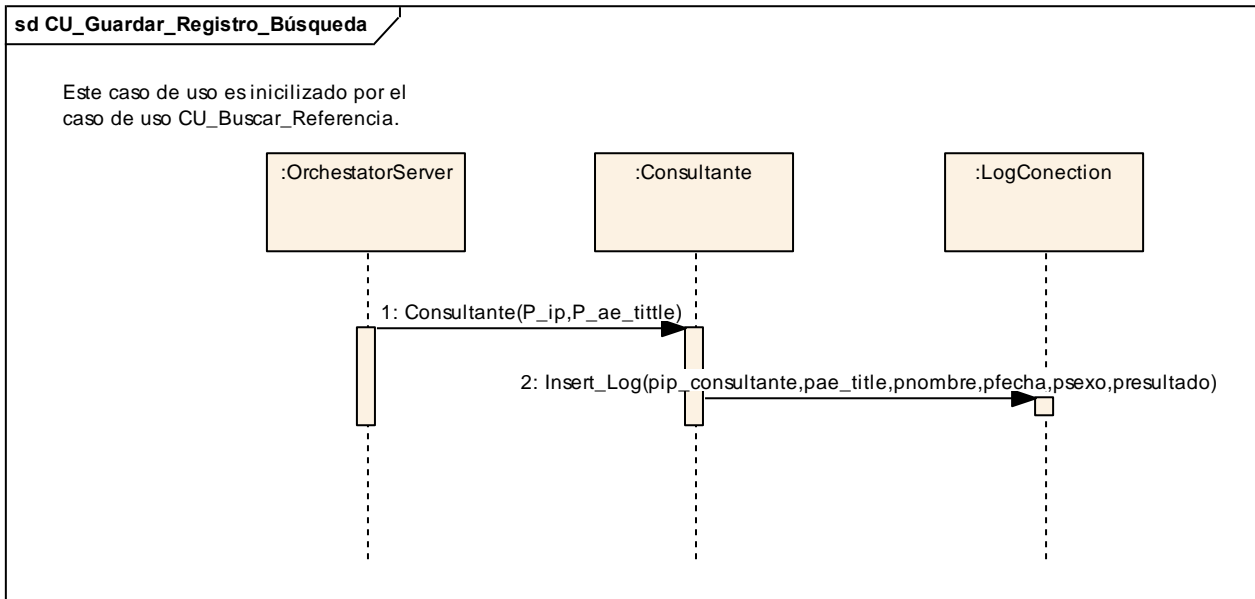 sd CU_Guardar_Registro_Búsqueda
Este caso de uso es inicilizado por el
caso de uso CU_Buscar_Referencia.
:OrchestatorServer
:Consultante
:LogConection
1: Consultante(P_ip,P_ae_tittle)
2: Insert_Log(pip_consultante,pae_title,pnombre,pfecha,psexo,presultado)